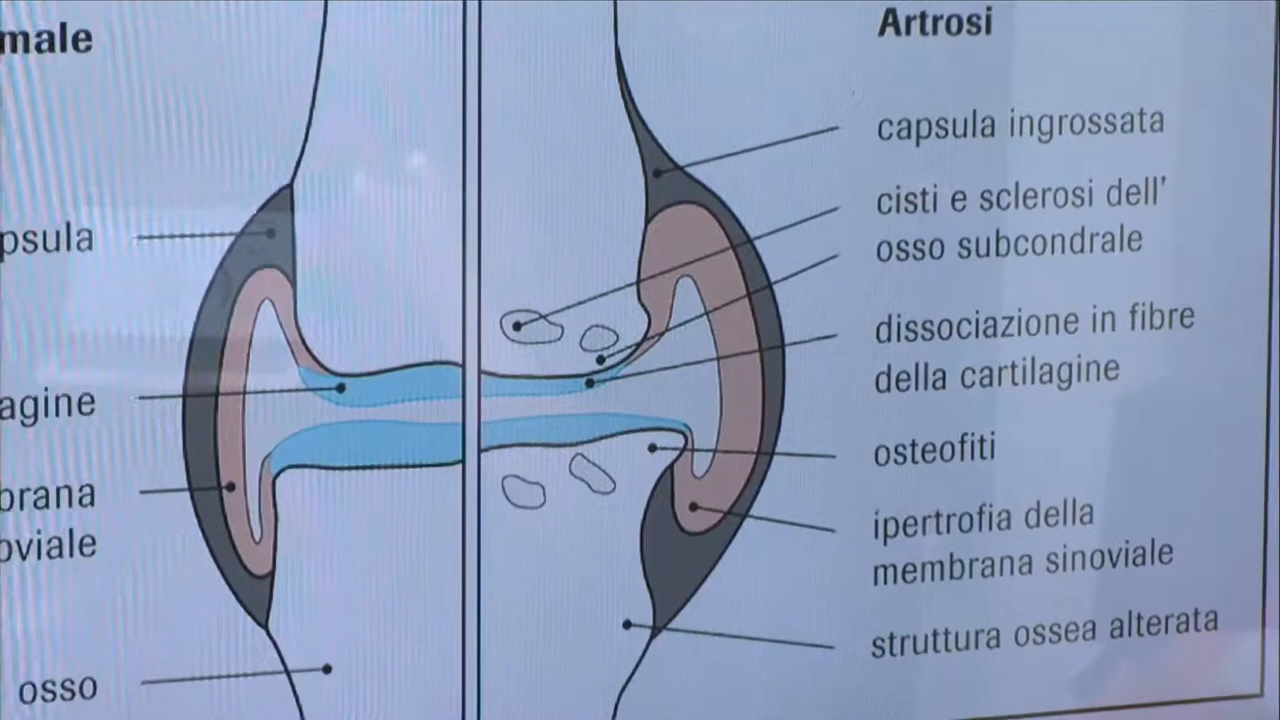 male
psula
agine
brana
oviale
osso
Artrosi
capsula ingrossata
cisti e sclerosi dell'
osso subcondrale
dissociazione in fibre
della cartilagine
osteofiti
ipertrofia della
membrana sinoviale
struttura ossea alterata